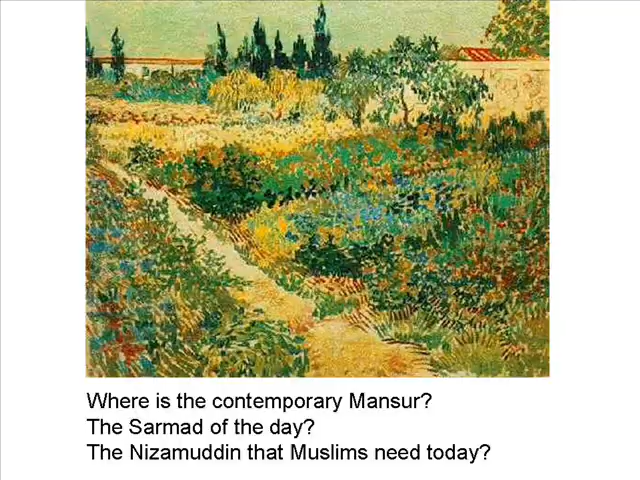 Where is the contemporary Mansur?
The Sarmad of the day?
The Nizamuddin that Muslims need today?